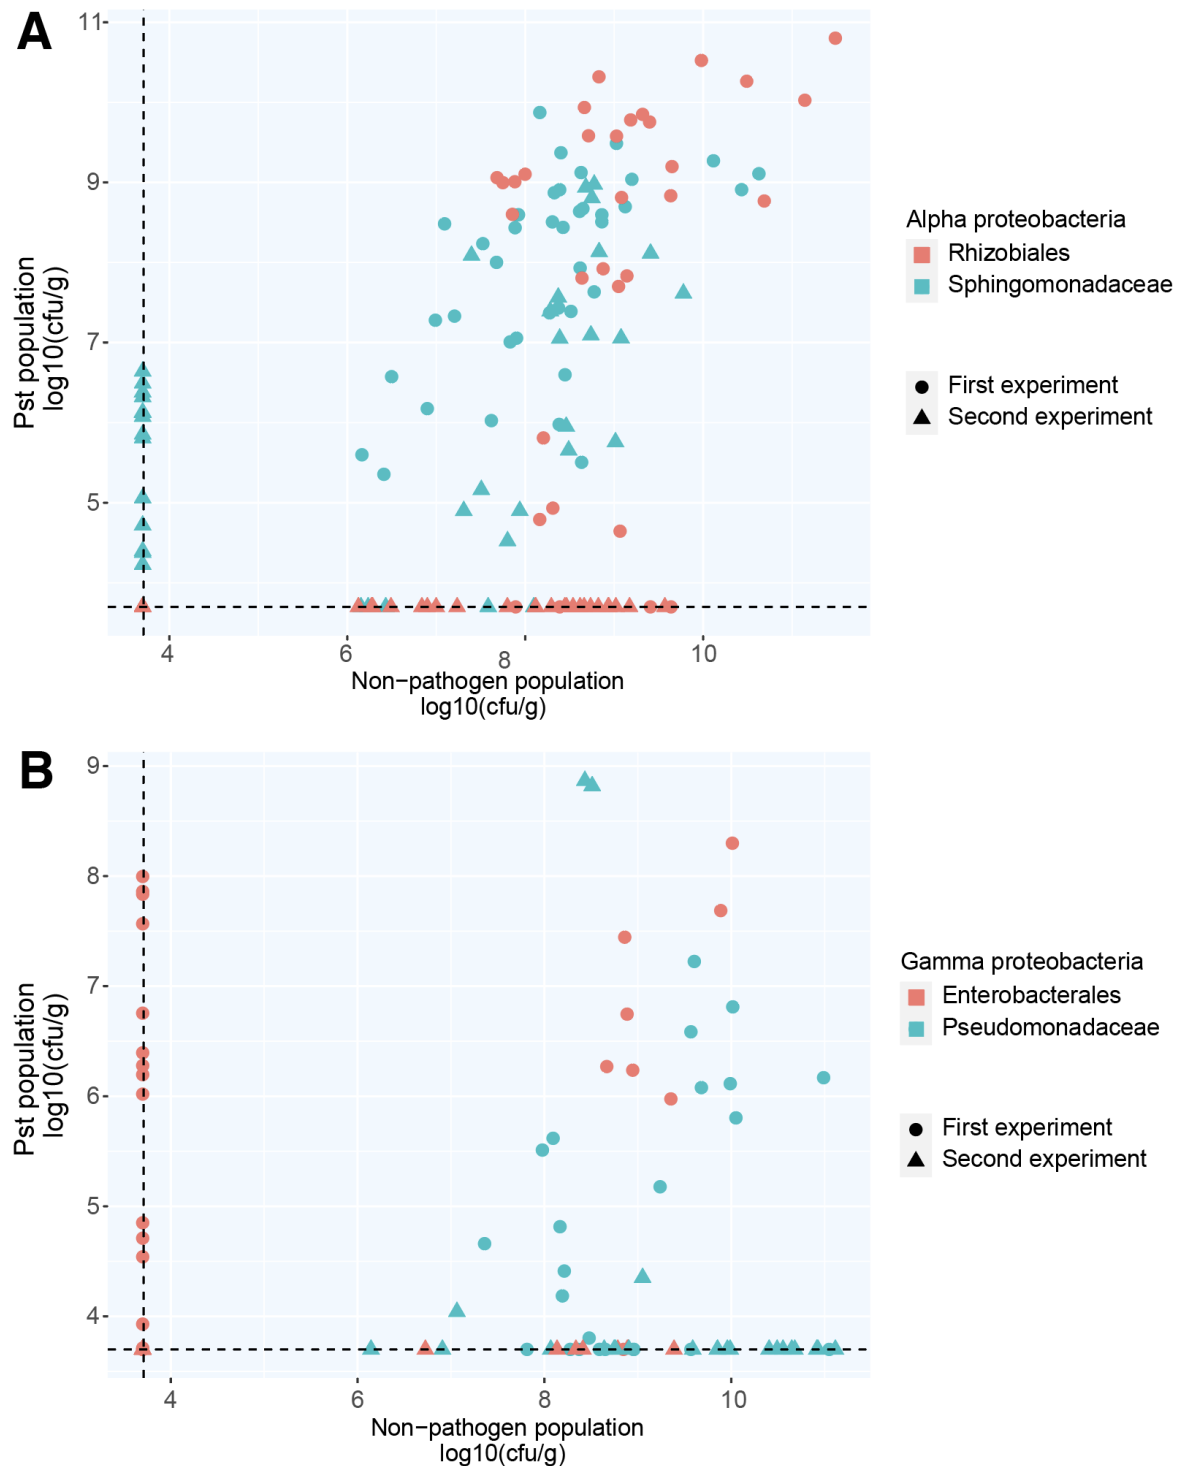 A
11
9
7
5
Pst population
log10(cfu/g)
4
6
8
10
Non−pathogen population
log10(cfu/g)
Alpha proteobacteria
Rhizobiales
Sphingomonadaceae
First experiment
Second experiment
B
9
8
7
6
5
4
Pst population
log10(cfu/g)
4
6
8
10
Non−pathogen population
log10(cfu/g)
Gamma proteobacteria
Enterobacterales
Pseudomonadaceae
First experiment
Second experiment